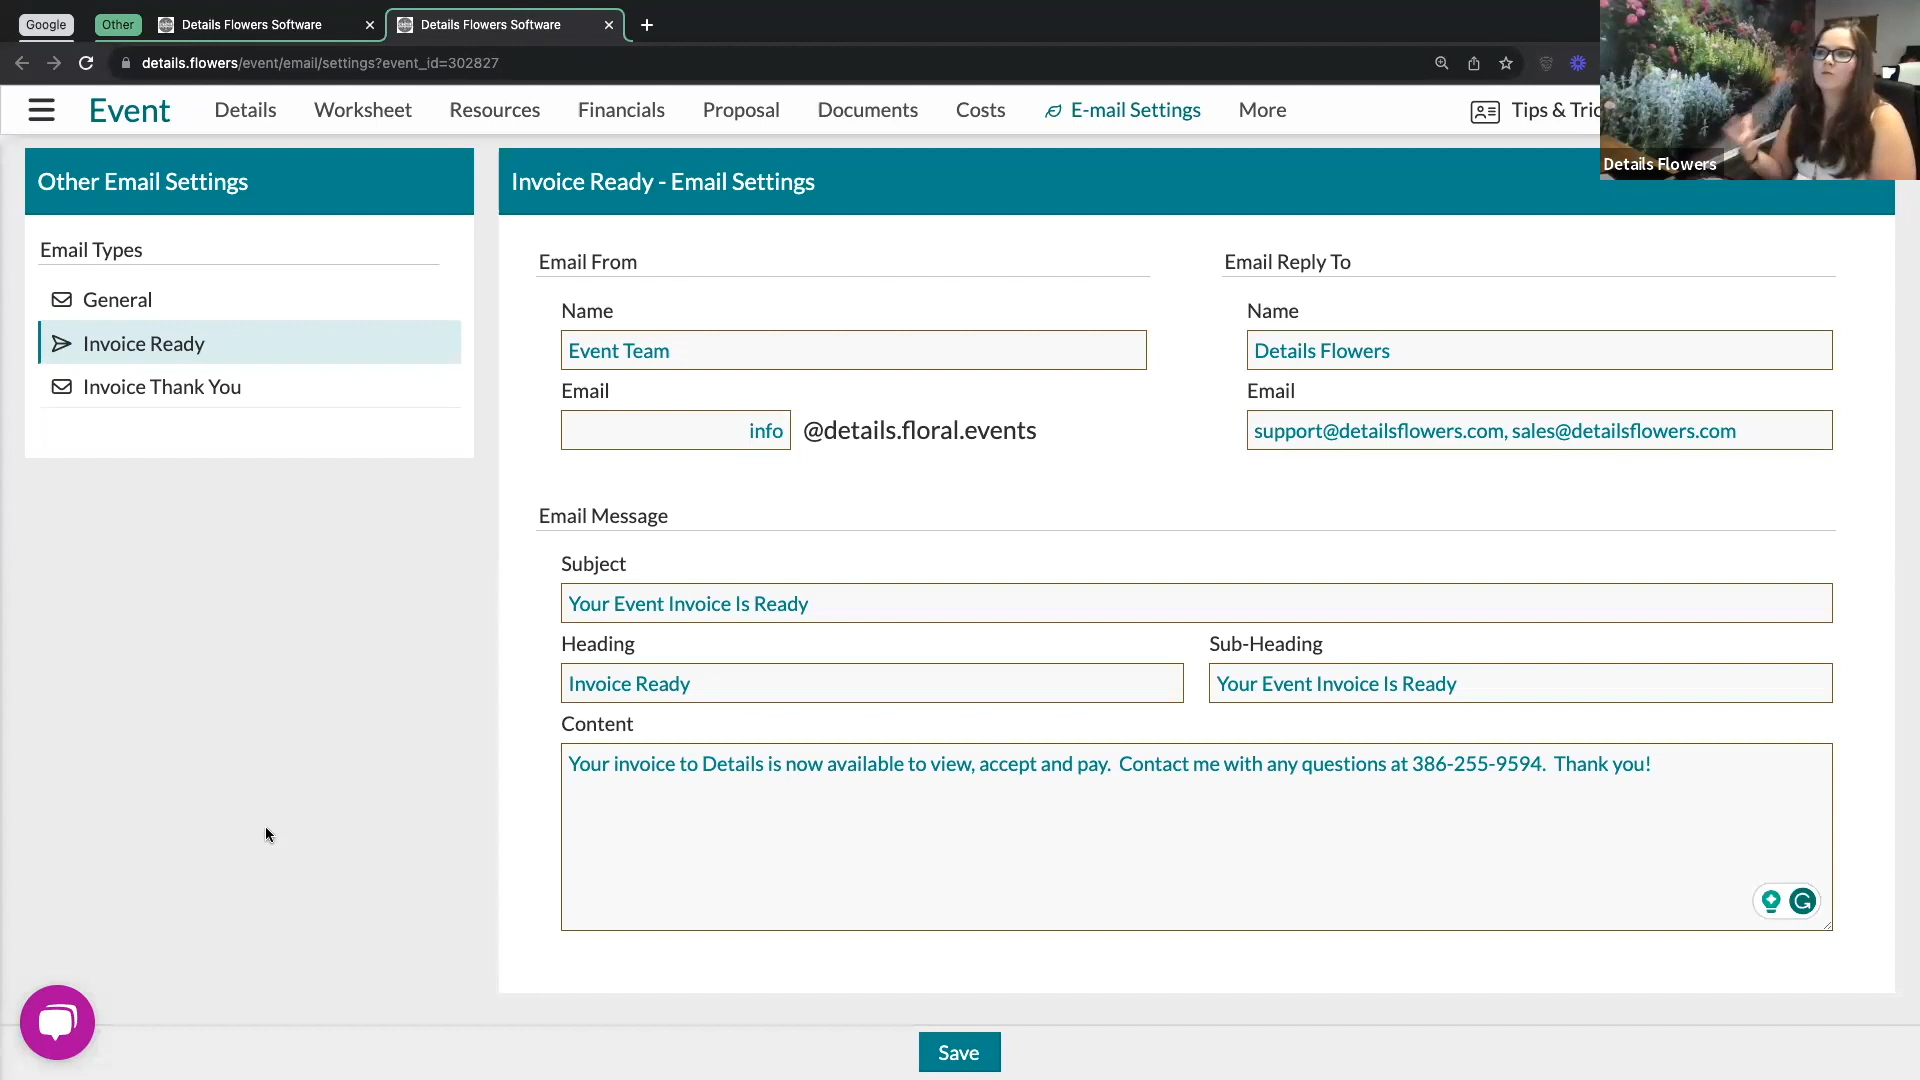 Google
Other
Details Flowers Software
Details Flowers Software
details.flowers/event/email/settings?event_id=302827
Event
Details
Worksheet
Resources
Financials
Proposal
Documents
Costs
E-mail Settings
More
Tips & Tric
Details Flowers
Other Email Settings
Email Types
General
Invoice Ready
Invoice Thank You
Invoice Ready - Email Settings
Email From
Name
Event Team
Email
info @details.floral.events
Email Reply To
Name
Details Flowers
Email
support@detailsflowers.com, sales@detailsflowers.com
Email Message
Subject
Your Event Invoice Is Ready
Heading
Invoice Ready
Sub-Heading
Your Event Invoice Is Ready
Content
Your invoice to Details is now available to view, accept and pay.  Contact me with any questions at 386-255-9594.  Thank you!
Save